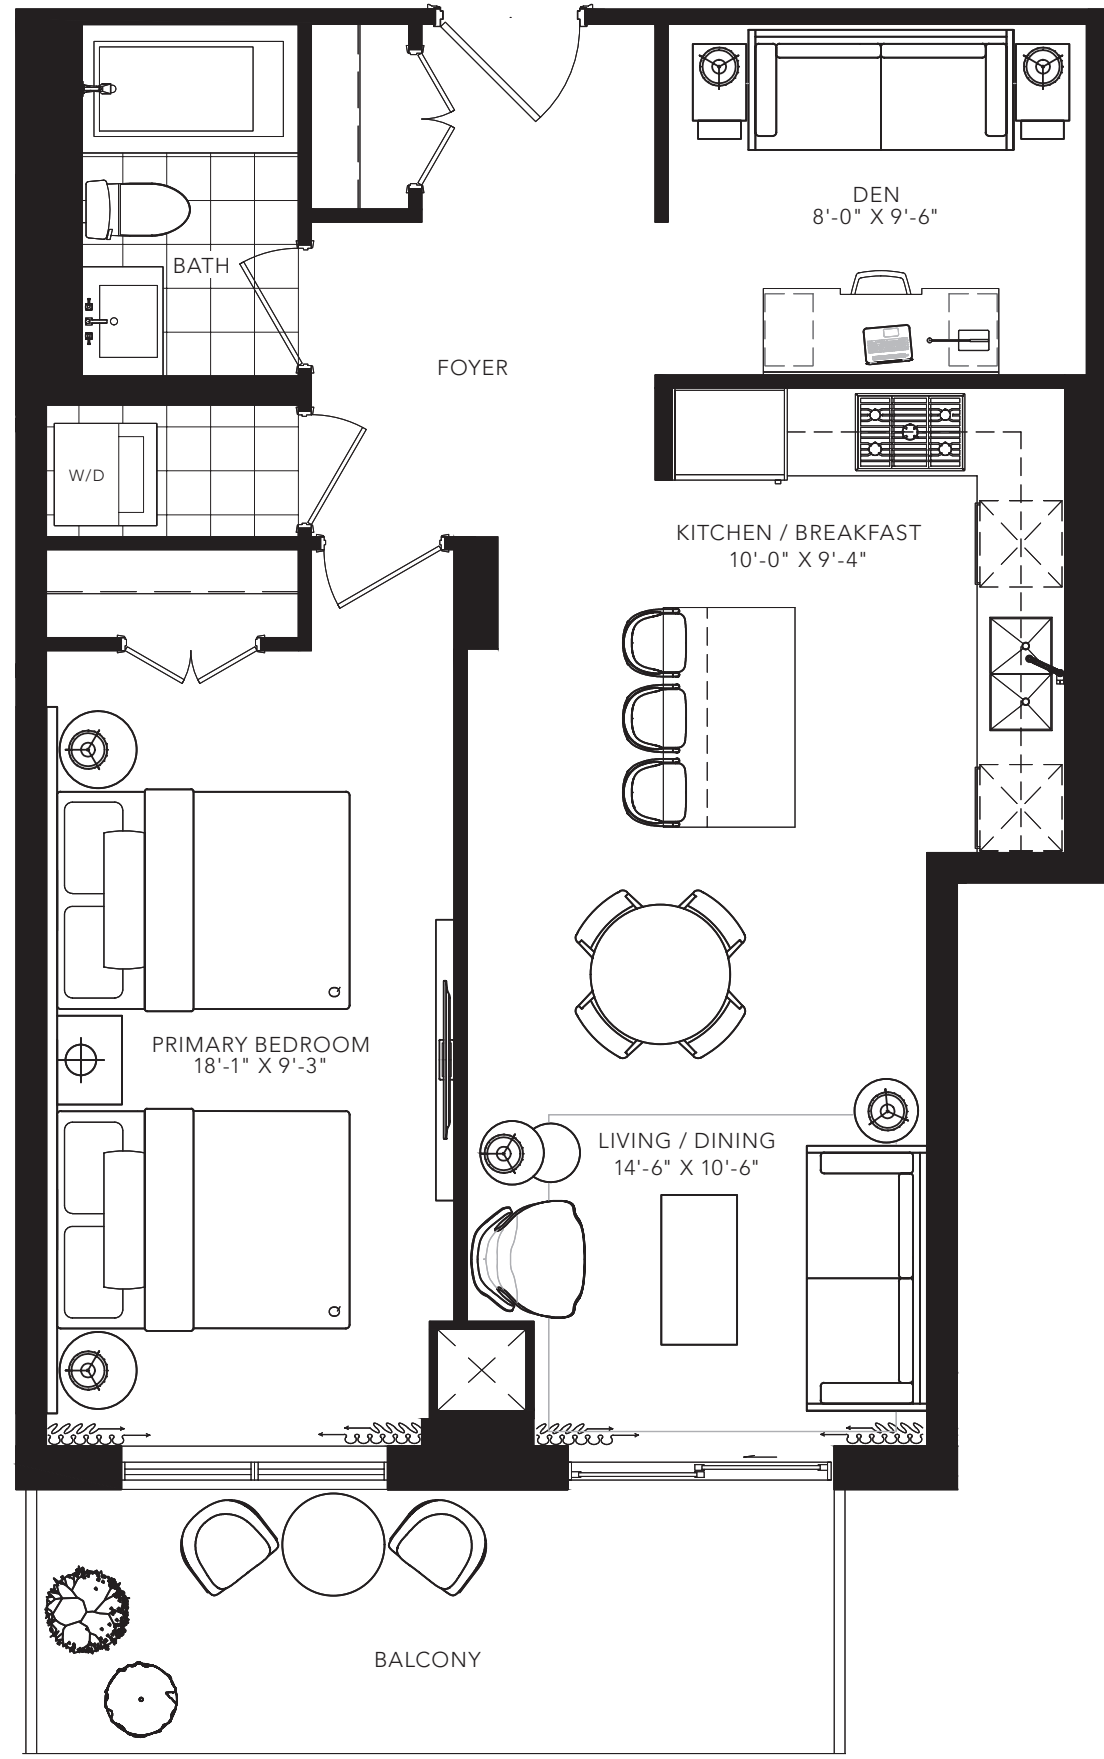 DEN
8'-0" X 9'-6"
BATH
FOYER
W/D
KITCHEN / BREAKFAST
10'-0" X 9'-4"
PRIMARY BEDROOM
18'-1" X 9'-3"
LIVING / DINING
14'-6" X 10'-6"
BALCONY